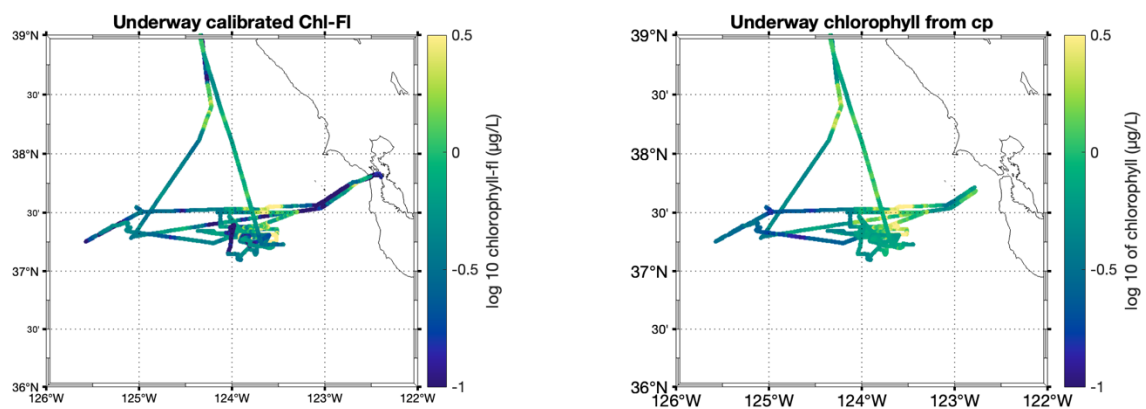 Underway calibrated Chl-Fl
39°N
30'
38°N
30'
37°N
30'
36°N
126°W
125°W
124°W
123°W
122°W
0.5
0
-0.5
-1
log 10 chlorophyll-fl (µg/L)
Underway chlorophyll from cp
39°N
30'
38°N
30'
37°N
30'
36°N
126°W
125°W
124°W
123°W
122°W
0.5
0
-0.5
-1
log 10 of chlorophyll (µg/L)